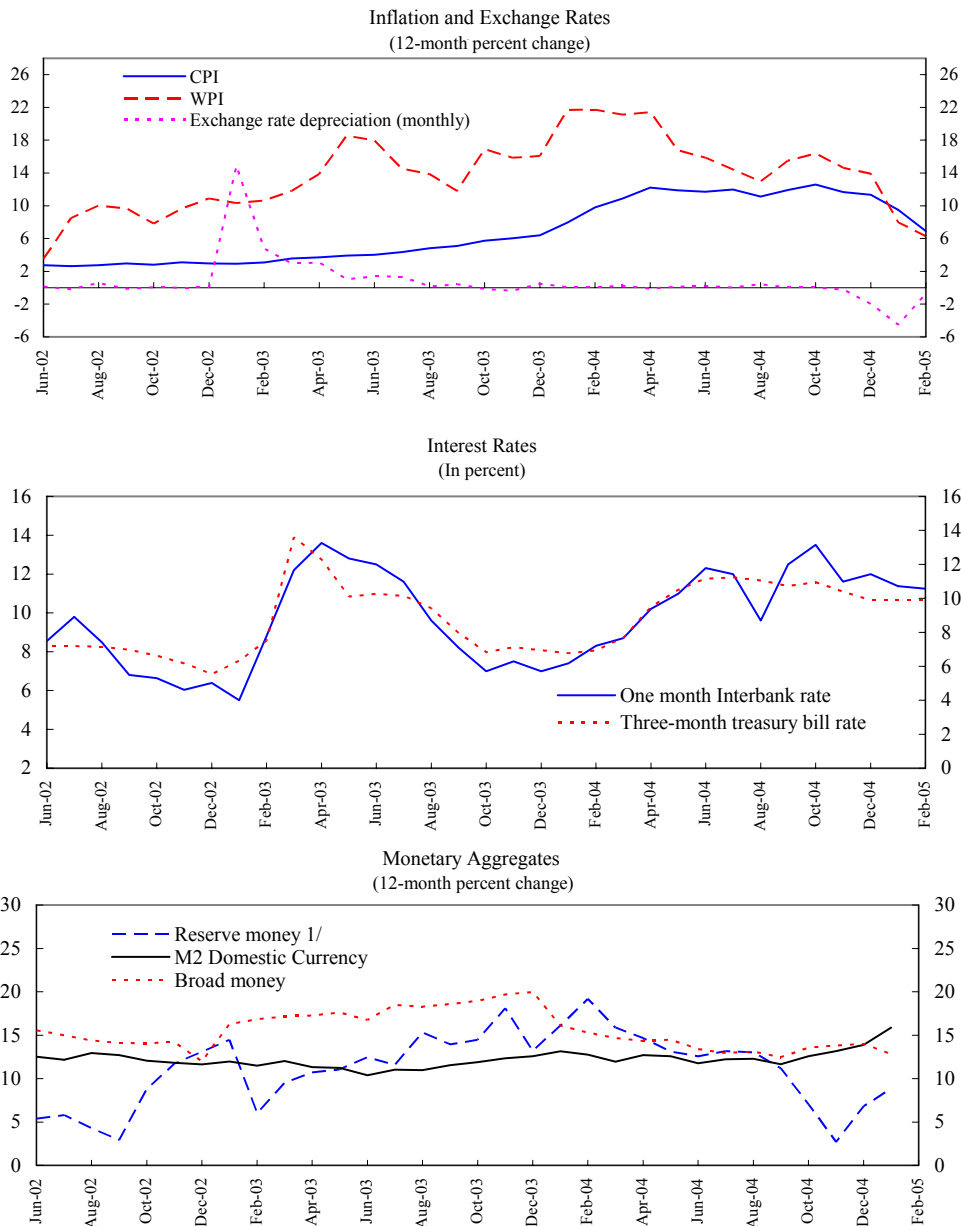 Inflation and Exchange Rates
(12-month percent change)
CPI
WPI
Exchange rate depreciation (monthly)
26 26
22 22
18 18
14 14
10 10
6 6
2 2
-2 -2
-6 -6
Jun-02 Aug-02 Oct-02 Dec-02 Feb-03 Apr-03 Jun-03 Aug-03 Oct-03 Dec-03 Feb-04 Apr-04 Jun-04 Aug-04 Oct-04 Dec-04 Feb-05
Interest Rates
(In percent)
16 16
14 14
12 12
10 10
8 8
6 6
4 4
2 2
0
One month Interbank rate
Three-month treasury bill rate
Jun-02 Aug-02 Oct-02 Dec-02 Feb-03 Apr-03 Jun-03 Aug-03 Oct-03 Dec-03 Feb-04 Apr-04 Jun-04 Aug-04 Oct-04 Dec-04 Feb-05
Monetary Aggregates
(12-month percent change)
30 30
25 25
20 20
15 15
10 10
5 5
0 0
Reserve money 1/
M2 Domestic Currency
Broad money
Jun-02 Aug-02 Oct-02 Dec-02 Feb-03 Apr-03 Jun-03 Aug-03 Oct-03 Dec-03 Feb-04 Apr-04 Jun-04 Aug-04 Oct-04 Dec-04 Feb-05